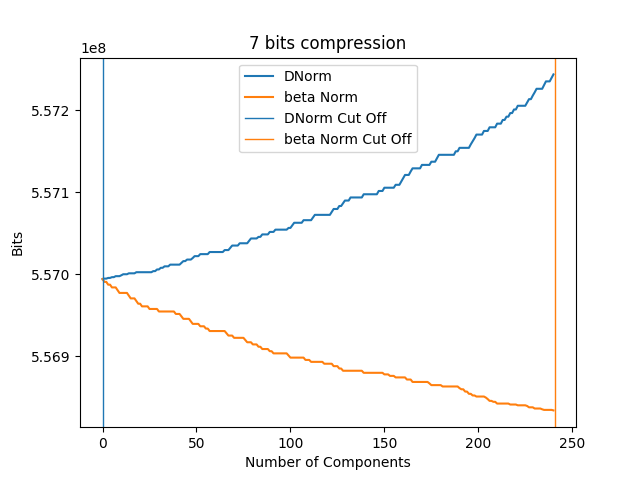 7 bits compression
1e8
DNorm
beta Norm
DNorm Cut Off
beta Norm Cut Off
5.572
5.571
5.570
5.569
Bits
0 50 100 150 200 250
Number of Components